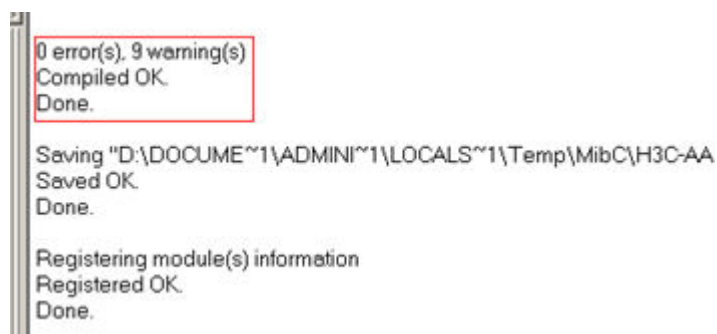 0 error(s), 9 warning(s)
Compiled OK.
Done.
Saving "D:\DOCUME~1\ADMINI~1\LOCALS~1\Temp\MibC\H3C-AA
Saved OK.
Done.
Registering module(s) information
Registered OK.
Done.